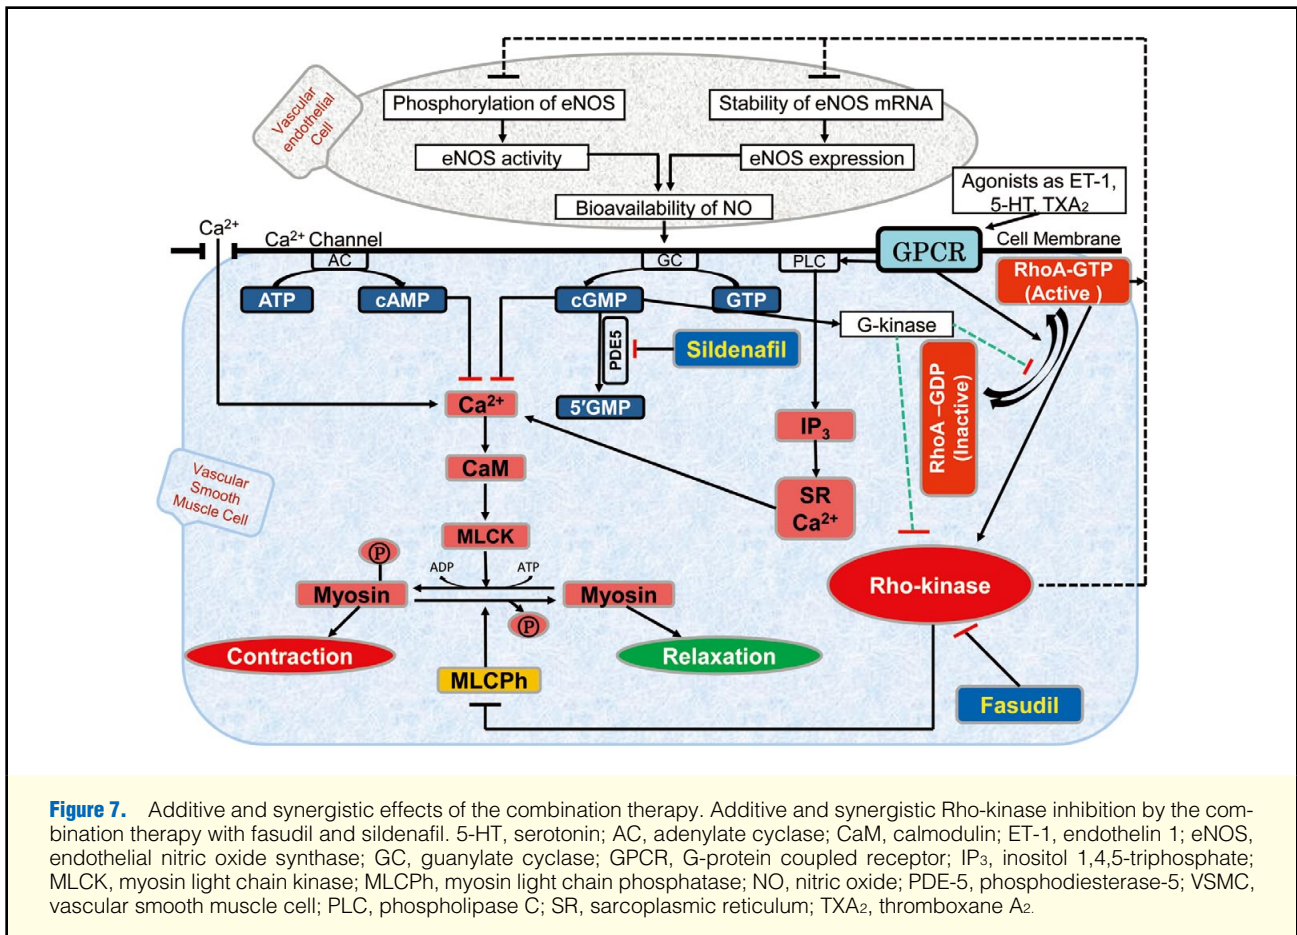 Vascular
endothelial
Cell
Phosphorylation of eNOS
Stability of eNOS mRNA
eNOS activity
eNOS expression
Bioavailability of NO
Agonists as ET-1,
5-HT, TXA₂
Ca²⁺
Ca²⁺ Channel
GPCR
Cell Membrane
AC
GC
PLC
RhoA-GTP
(Active )
ATP
cAMP
cGMP
GTP
G-kinase
PDE5
Sildenafil
RhoA –GDP
(Inactive)
Ca²⁺
5'GMP
IP₃
CaM
Vascular
Smooth
Muscle Cell
SR
Ca²⁺
MLCK
P
ADP
ATP
Myosin
Myosin
P
Rho-kinase
Contraction
Relaxation
MLCPh
Fasudil
Figure 7. Additive and synergistic effects of the combination therapy. Additive and synergistic Rho-kinase inhibition by the com-
bination therapy with fasudil and sildenafil. 5-HT, serotonin; AC, adenylate cyclase; CaM, calmodulin; ET-1, endothelin 1; eNOS,
endothelial nitric oxide synthase; GC, guanylate cyclase; GPCR, G-protein coupled receptor; IP₃, inositol 1,4,5-triphosphate;
MLCK, myosin light chain kinase; MLCPh, myosin light chain phosphatase; NO, nitric oxide; PDE-5, phosphodiesterase-5; VSMC,
vascular smooth muscle cell; PLC, phospholipase C; SR, sarcoplasmic reticulum; TXA₂, thromboxane A₂.